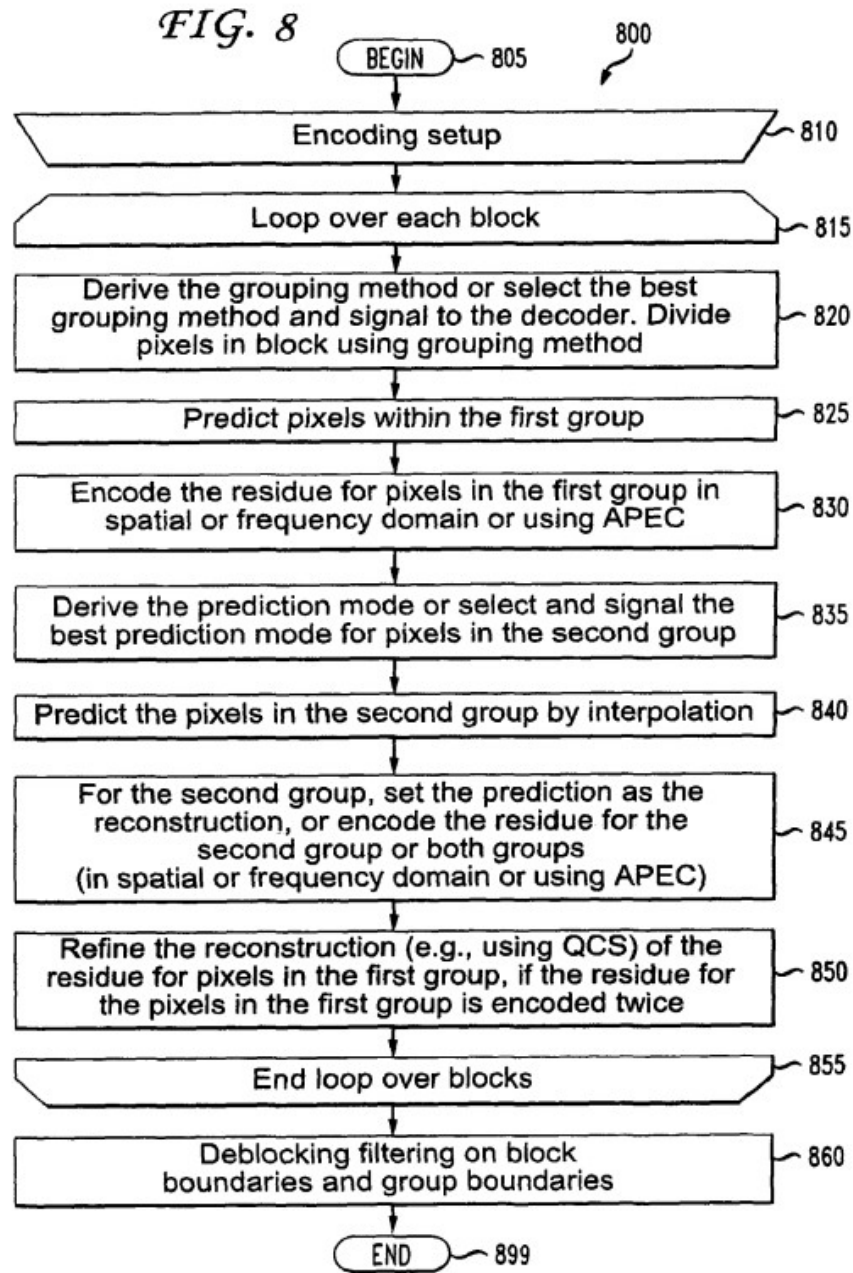 FIG. 8
800
BEGIN 805
Encoding setup 810
Loop over each block 815
Derive the grouping method or select the best
grouping method and signal to the decoder. Divide
pixels in block using grouping method
820
Predict pixels within the first group 825
Encode the residue for pixels in the first group in
spatial or frequency domain or using APEC
830
Derive the prediction mode or select and signal the
best prediction mode for pixels in the second group
835
Predict the pixels in the second group by interpolation 840
For the second group, set the prediction as the
reconstruction, or encode the residue for the
second group or both groups
(in spatial or frequency domain or using APEC)
845
Refine the reconstruction (e.g., using QCS) of the
residue for pixels in the first group, if the residue for
the pixels in the first group is encoded twice
850
End loop over blocks 855
Deblocking filtering on block
boundaries and group boundaries
860
END 899